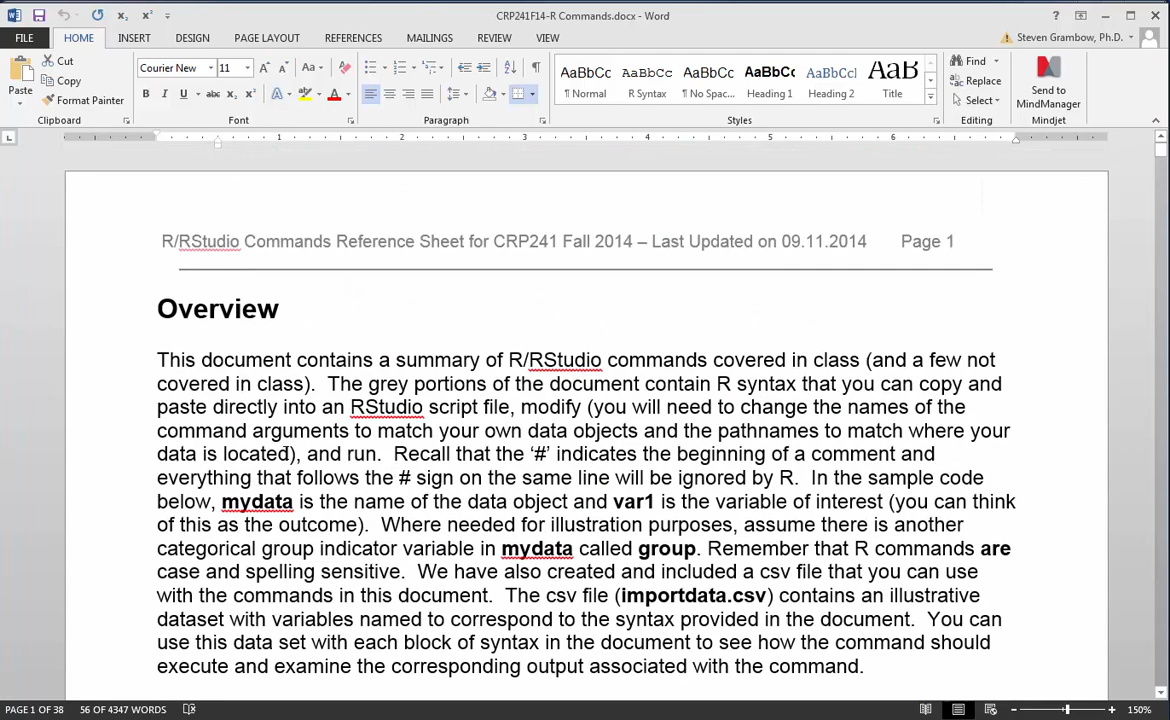 CRP241F14-R Commands.docx - Word
FILE HOME INSERT DESIGN PAGE LAYOUT REFERENCES MAILINGS REVIEW VIEW Steven Grambow, Ph.D.
Paste
Cut
Copy
Format Painter
Clipboard
Courier New 11
Font
Paragraph
AaBbCc AaBbCc AaBbCc AaBbCc AaBbCcI AaB
¶ Normal R Syntax ¶ No Spac... Heading 1 Heading 2 Title
Styles
Find
Replace
Select
Editing
Send to
MindManager
Mindjet
1 2 3 4 5 6
R/RStudio Commands Reference Sheet for CRP241 Fall 2014 – Last Updated on 09.11.2014 Page 1
Overview
This document contains a summary of R/RStudio commands covered in class (and a few not
covered in class). The grey portions of the document contain R syntax that you can copy and
paste directly into an RStudio script file, modify (you will need to change the names of the
command arguments to match your own data objects and the pathnames to match where your
data is located), and run. Recall that the ‘#’ indicates the beginning of a comment and
everything that follows the # sign on the same line will be ignored by R. In the sample code
below, mydata is the name of the data object and var1 is the variable of interest (you can think
of this as the outcome). Where needed for illustration purposes, assume there is another
categorical group indicator variable in mydata called group. Remember that R commands are
case and spelling sensitive. We have also created and included a csv file that you can use
with the commands in this document. The csv file (importdata.csv) contains an illustrative
dataset with variables named to correspond to the syntax provided in the document. You can
use this data set with each block of syntax in the document to see how the command should
execute and examine the corresponding output associated with the command.
PAGE 1 OF 38 56 OF 4347 WORDS 150%